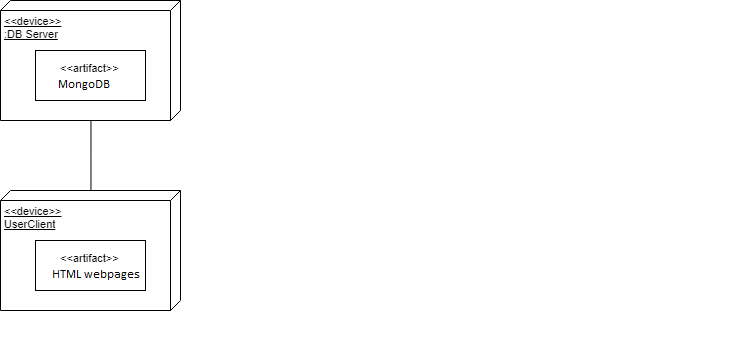 <<device>>
:DB Server
<<artifact>>
MongoDB
<<device>>
UserClient
<<artifact>>
HTML webpages